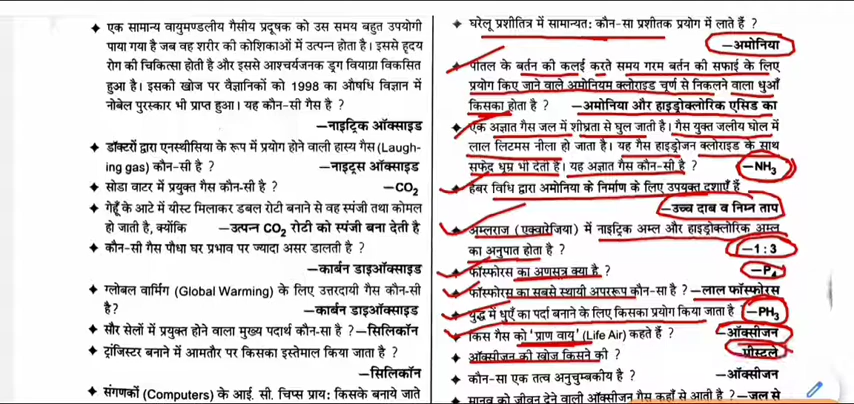 ✦ एक सामान्य वायुमण्डलीय गैसीय प्रदूषक को उस समय बहुत उपयोगी
पाया गया है जब वह शरीर की कोशिकाओं में उत्पन्न होता है। इससे हृदय
रोग की चिकित्सा होती है और इससे आश्चर्यजनक ड्रग वियाग्रा विकसित
हुआ है। इसकी खोज पर वैज्ञानिकों को 1998 का औषधि विज्ञान में
नोबेल पुरस्कार भी प्राप्त हुआ। यह कौन-सी गैस है ?
—नाइट्रिक ऑक्साइड
✦ डॉक्टरों द्वारा एनस्थीसिया के रूप में प्रयोग होने वाली हास्य गैस (Laugh-
ing gas) कौन-सी है ? —नाइट्रस ऑक्साइड
✦ सोडा वाटर में प्रयुक्त गैस कौन-सी है ? —CO₂
✦ गेहूँ के आटे में यीस्ट मिलाकर डबल रोटी बनाने से वह स्पंजी तथा कोमल
हो जाती है, क्योंकि —उत्पन्न CO₂ रोटी को स्पंजी बना देती है
✦ कौन-सी गैस पौधा घर प्रभाव पर ज्यादा असर डालती है ?
—कार्बन डाइऑक्साइड
✦ ग्लोबल वार्मिंग (Global Warming) के लिए उत्तरदायी गैस कौन-सी
है? —कार्बन डाइऑक्साइड
✦ सौर सेलों में प्रयुक्त होने वाला मुख्य पदार्थ कौन-सा है ? —सिलिकॉन
✦ ट्रांजिस्टर बनाने में आमतौर पर किसका इस्तेमाल किया जाता है ?
—सिलिकॉन
✦ संगणकों (Computers) के आई. सी. चिप्स प्राय: किसके बनाये जाते
✦ घरेलू प्रशीतित्र में सामान्यत: कौन-सा प्रशीतक प्रयोग में लाते हैं ?
—अमोनिया
पीतल के बर्तन की कलई करते समय गरम बर्तन की सफाई के लिए
प्रयोग किए जाने वाले अमोनियम क्लोराइड चूर्ण से निकलने वाला धुआँ
किसका होता है ? —अमोनिया और हाइड्रोक्लोरिक एसिड का
✦ एक अज्ञात गैस जल में शीघ्रता से घुल जाती है। गैस युक्त जलीय घोल में
लाल लिटमस नीला हो जाता है। यह गैस हाइड्रोजन क्लोराइड के साथ
सफेद धूम्र भी देता है। यह अज्ञात गैस कौन-सी है ? —NH₃
✦ हैबर विधि द्वारा अमोनिया के निर्माण के लिए उपयुक्त दशाएँ हैं
—उच्च दाब व निम्न ताप
अम्लराज (एक्वारेजिया) में नाइट्रिक अम्ल और हाइड्रोक्लोरिक अम्ल
का अनुपात होता है ? —1 : 3
✦ फॉस्फोरस का अणुसूत्र क्या है ? —P₄
✦ फॉस्फोरस का सबसे स्थायी अपररूप कौन-सा है ? —लाल फॉस्फोरस
✦ युद्ध में धुएँ का पर्दा बनाने के लिए किसका प्रयोग किया जाता है —PH₃
✦ किस गैस को 'प्राण वायु' (Life Air) कहते हैं ? —ऑक्सीजन
✦ ऑक्सीजन की खोज किसने की ? प्रीस्टले
✦ कौन-सा एक तत्व अनुचुम्बकीय है ? —ऑक्सीजन
✦ मानव को जीवन देने वाली ऑक्सीजन गैस कहाँ से आती है ? —जल से